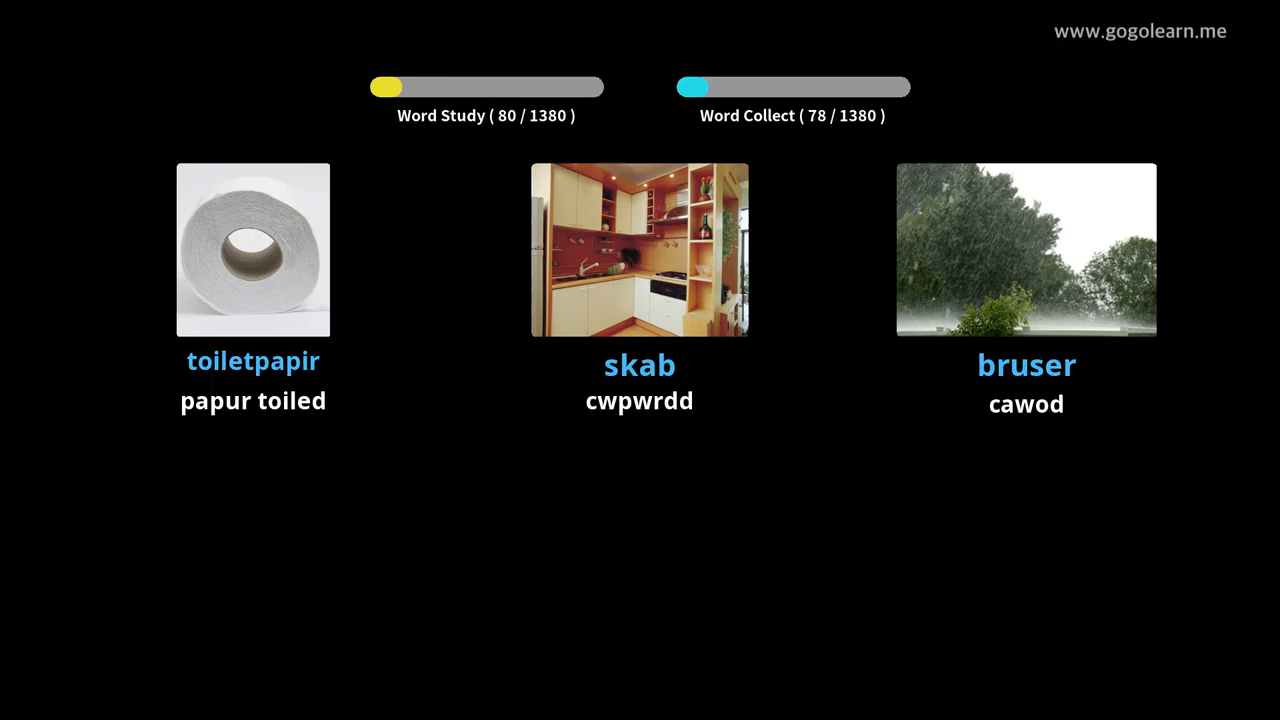 www.gogolearn.me
Word Study ( 80 / 1380 )
Word Collect ( 78 / 1380 )
toiletpapir
papur toiled
skab
cwpwrdd
bruser
cawod